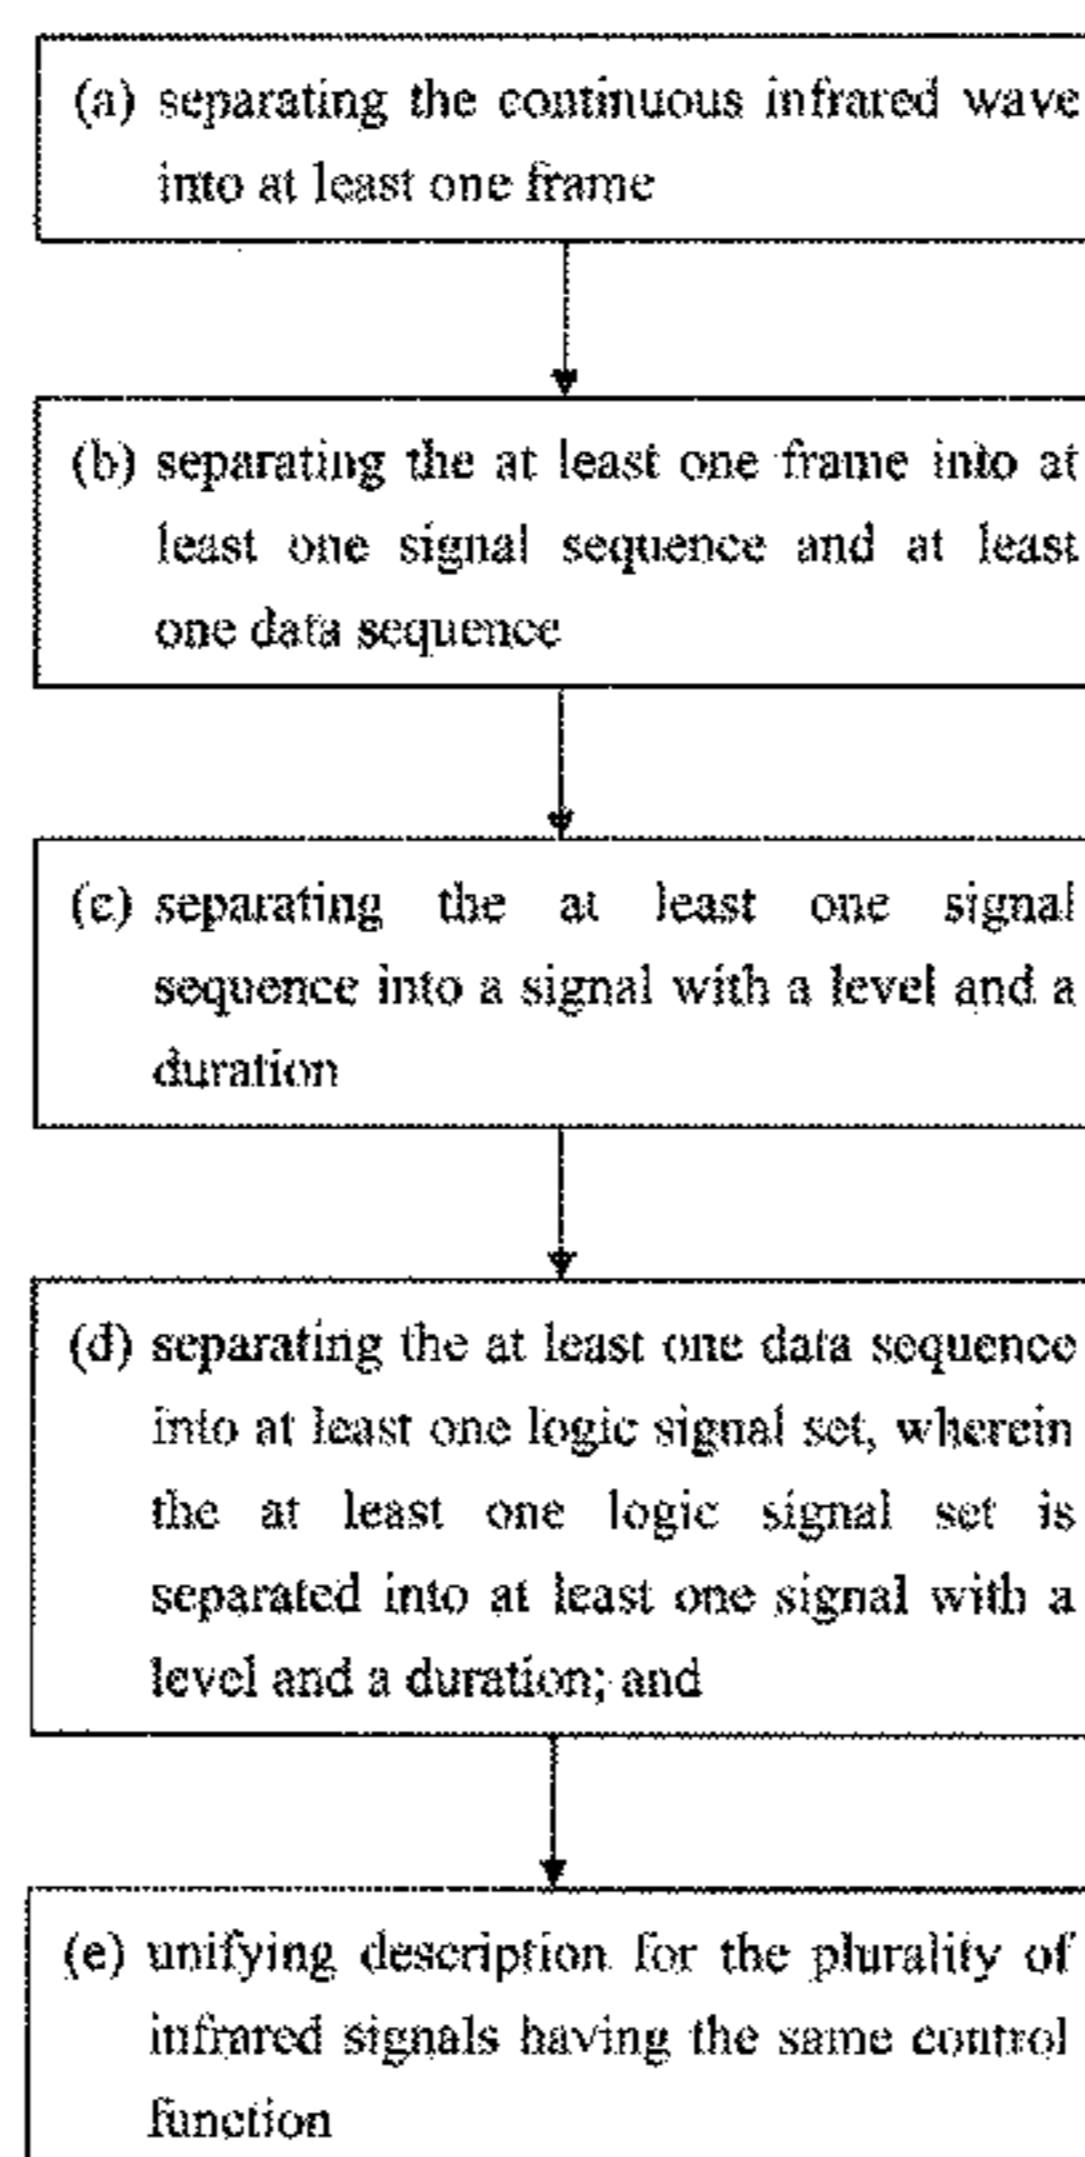 (a) separating the continuous infrared wave
into at least one frame
(b) separating the at least one frame into at
least one signal sequence and at least
one data sequence
(c) separating the at least one signal
sequence into a signal with a level and a
duration
(d) separating the at least one data sequence
into at least one logic signal set, wherein
the at least one logic signal set is
separated into at least one signal with a
level and a duration; and
(e) unifying description for the plurality of
infrared signals having the same control
function